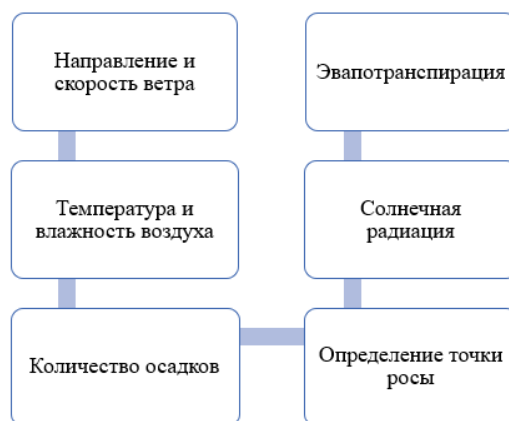 Направление и
скорость ветра
Температура и
влажность воздуха
Количество осадков
Определение точки
росы
Солнечная
радиация
Эвапотранспирация